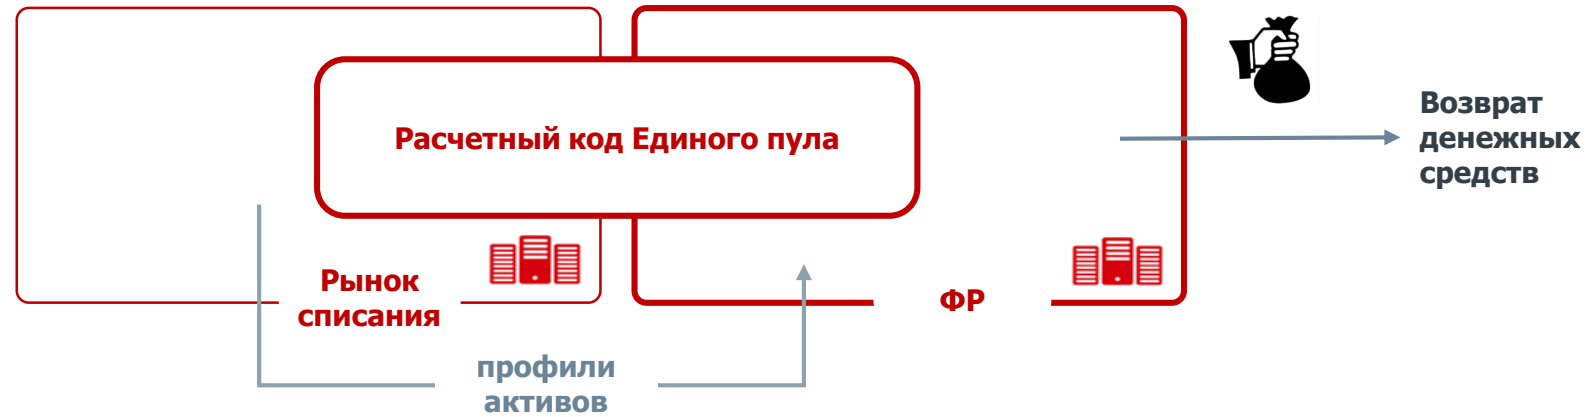 Расчетный код Единого пула
Возврат
денежных
средств
Рынок
списания
ФР
профили
активов